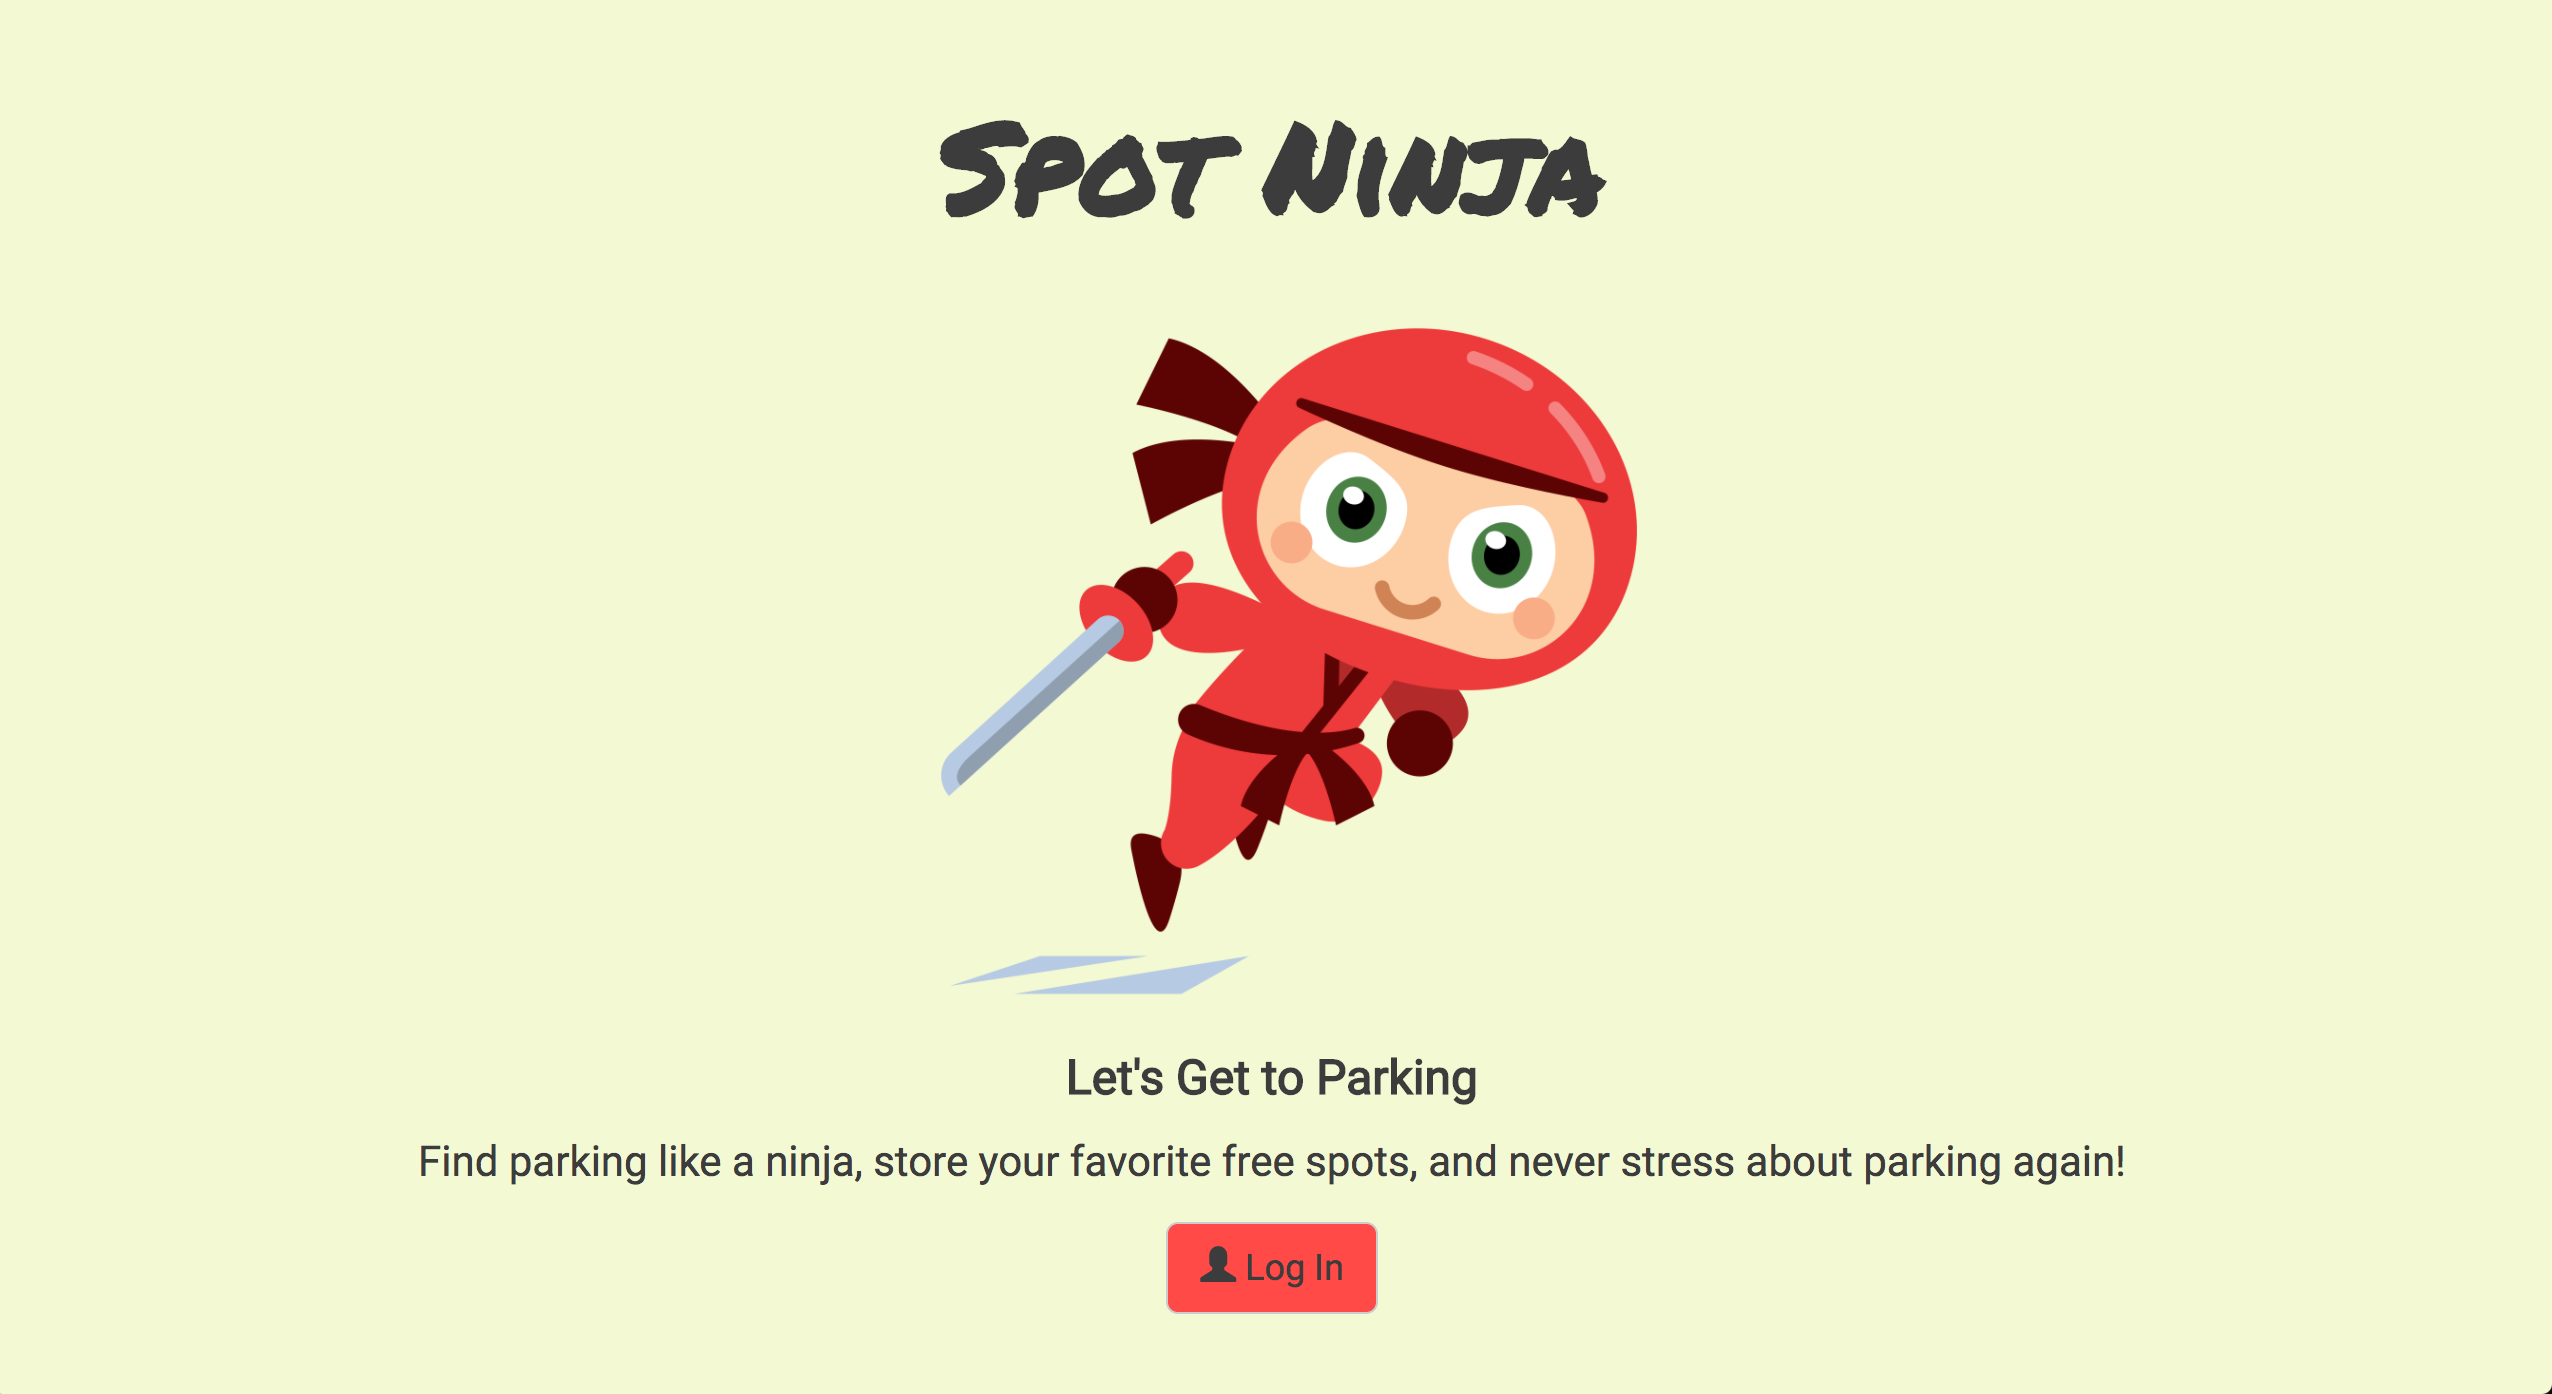 Spot Ninja
Let's Get to Parking
Find parking like a ninja, store your favorite free spots, and never stress about parking again!
Log In